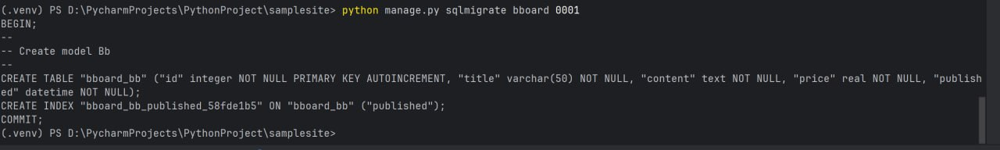 (.venv) PS D:\PycharmProjects\PythonProject\samplesite> python manage.py sqlmigrate bboard 0001
BEGIN;
--
-- Create model Bb
--
CREATE TABLE "bboard_bb" ("id" integer NOT NULL PRIMARY KEY AUTOINCREMENT, "title" varchar(50) NOT NULL, "content" text NOT NULL, "price" real NOT NULL, "publish
ed" datetime NOT NULL);
CREATE INDEX "bboard_bb_published_58fde1b5" ON "bboard_bb" ("published");
COMMIT;
(.venv) PS D:\PycharmProjects\PythonProject\samplesite>